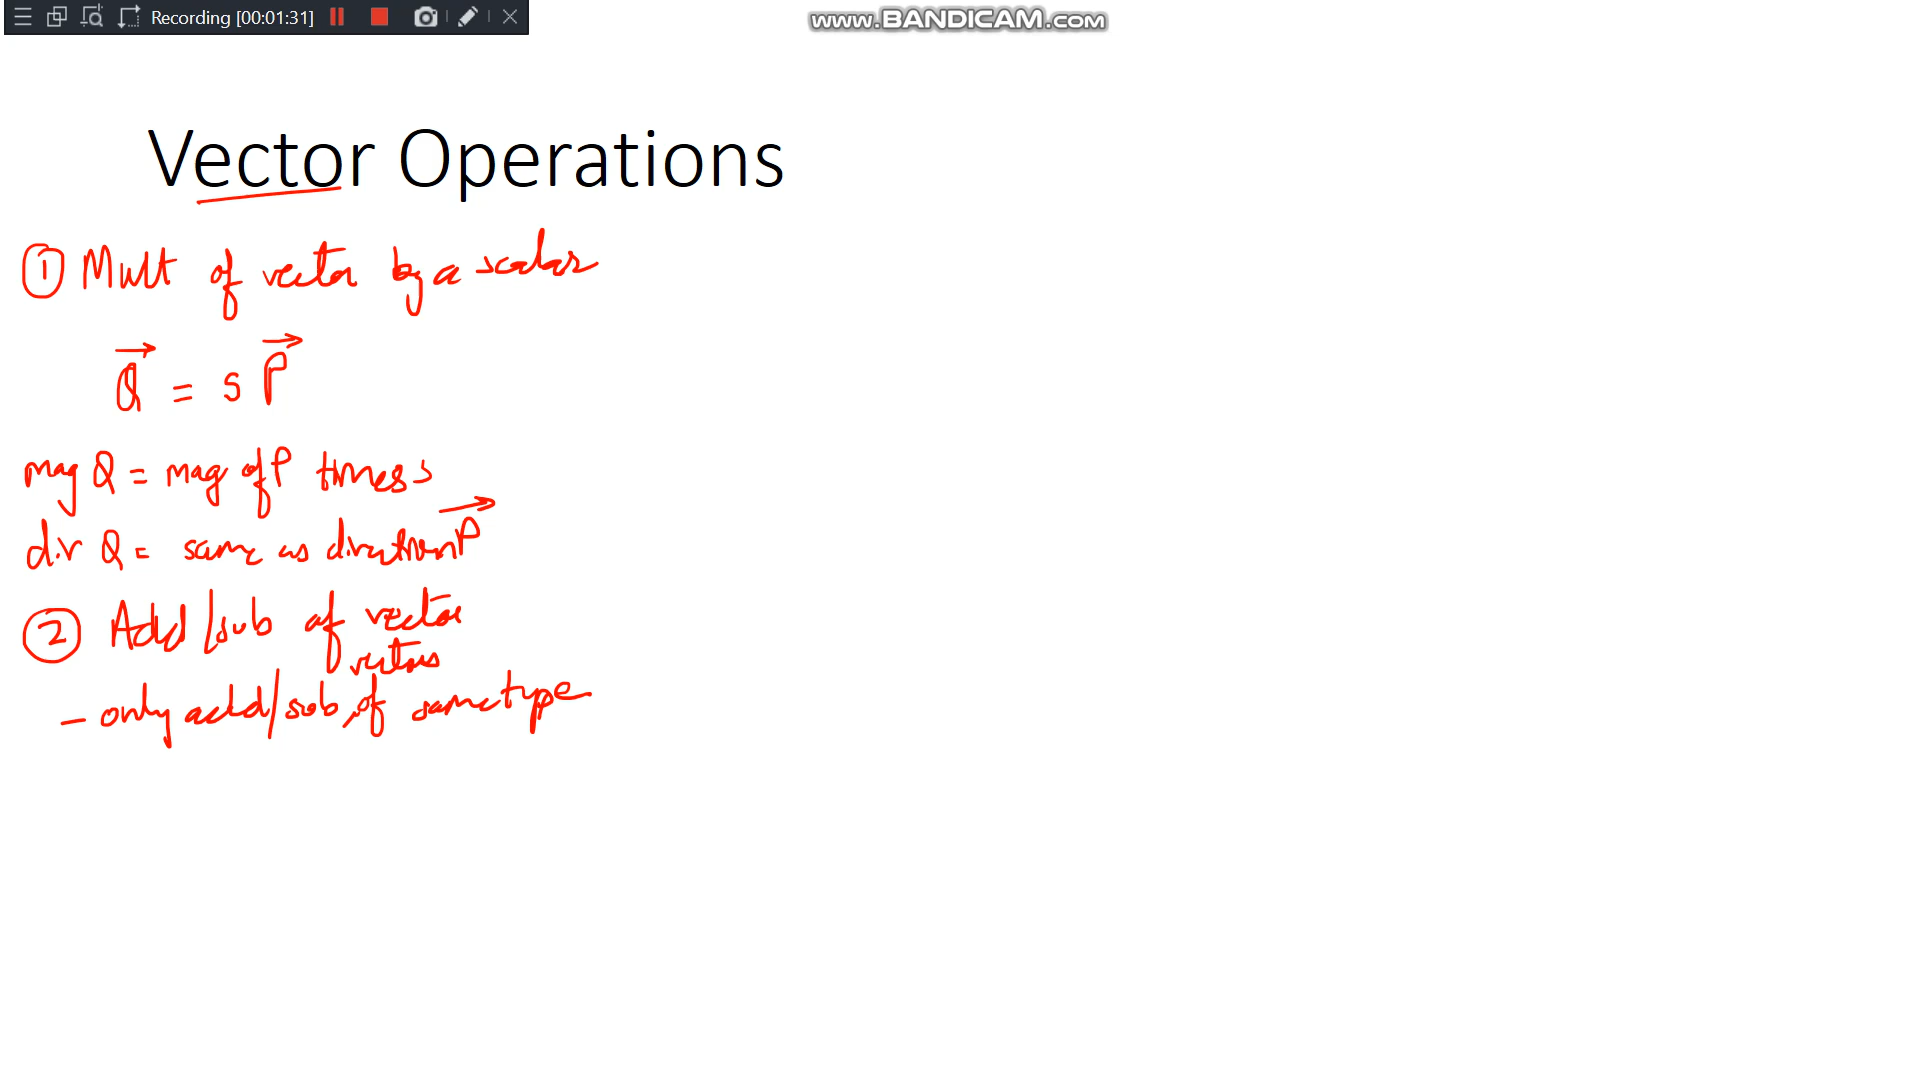 Recording [00:01:31]
www.BANDICAM.com
Vector Operations
① Mult of vector by a scalar
Q⃗ = s P⃗
mag Q = mag of P times s
dir Q = same as direction P⃗
② Add/sub of vector
vectors
- only add/sub, of same type